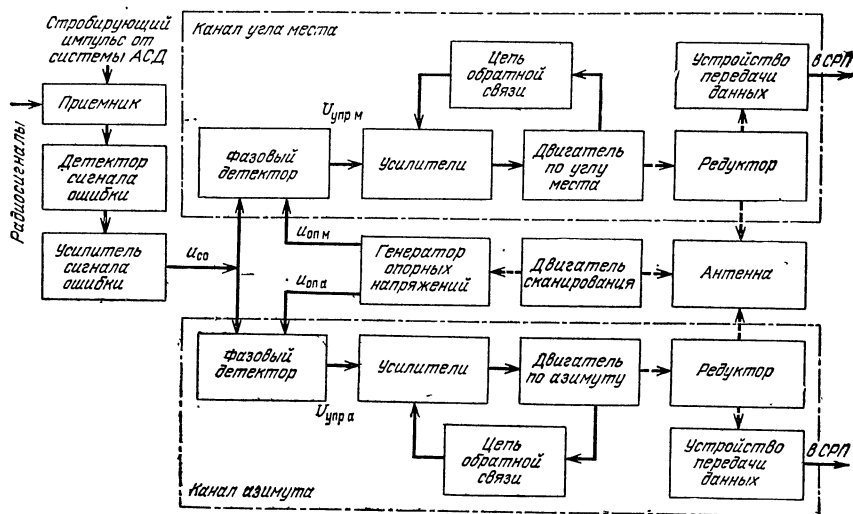 Стробирующий
импульс от
системы АСД
Приемник
Радиосигналы
Детектор
сигнала
ошибки
Усилитель
сигнала
ошибки
uсо
Канал угла места
Цепь
обратной
связи
Устройство
передачи
данных
в СРП
Uупр м
Фазовый
детектор
Усилители
Двигатель
по углу
места
Редуктор
uоп м
uоп а
Генератор
опорных
напряжений
Двигатель
сканирования
Антенна
Фазовый
детектор
Усилители
Двигатель
по азимуту
Редуктор
Uупр а
Цепь
обратной
связи
Устройство
передачи
данных
в СРП
Канал азимута